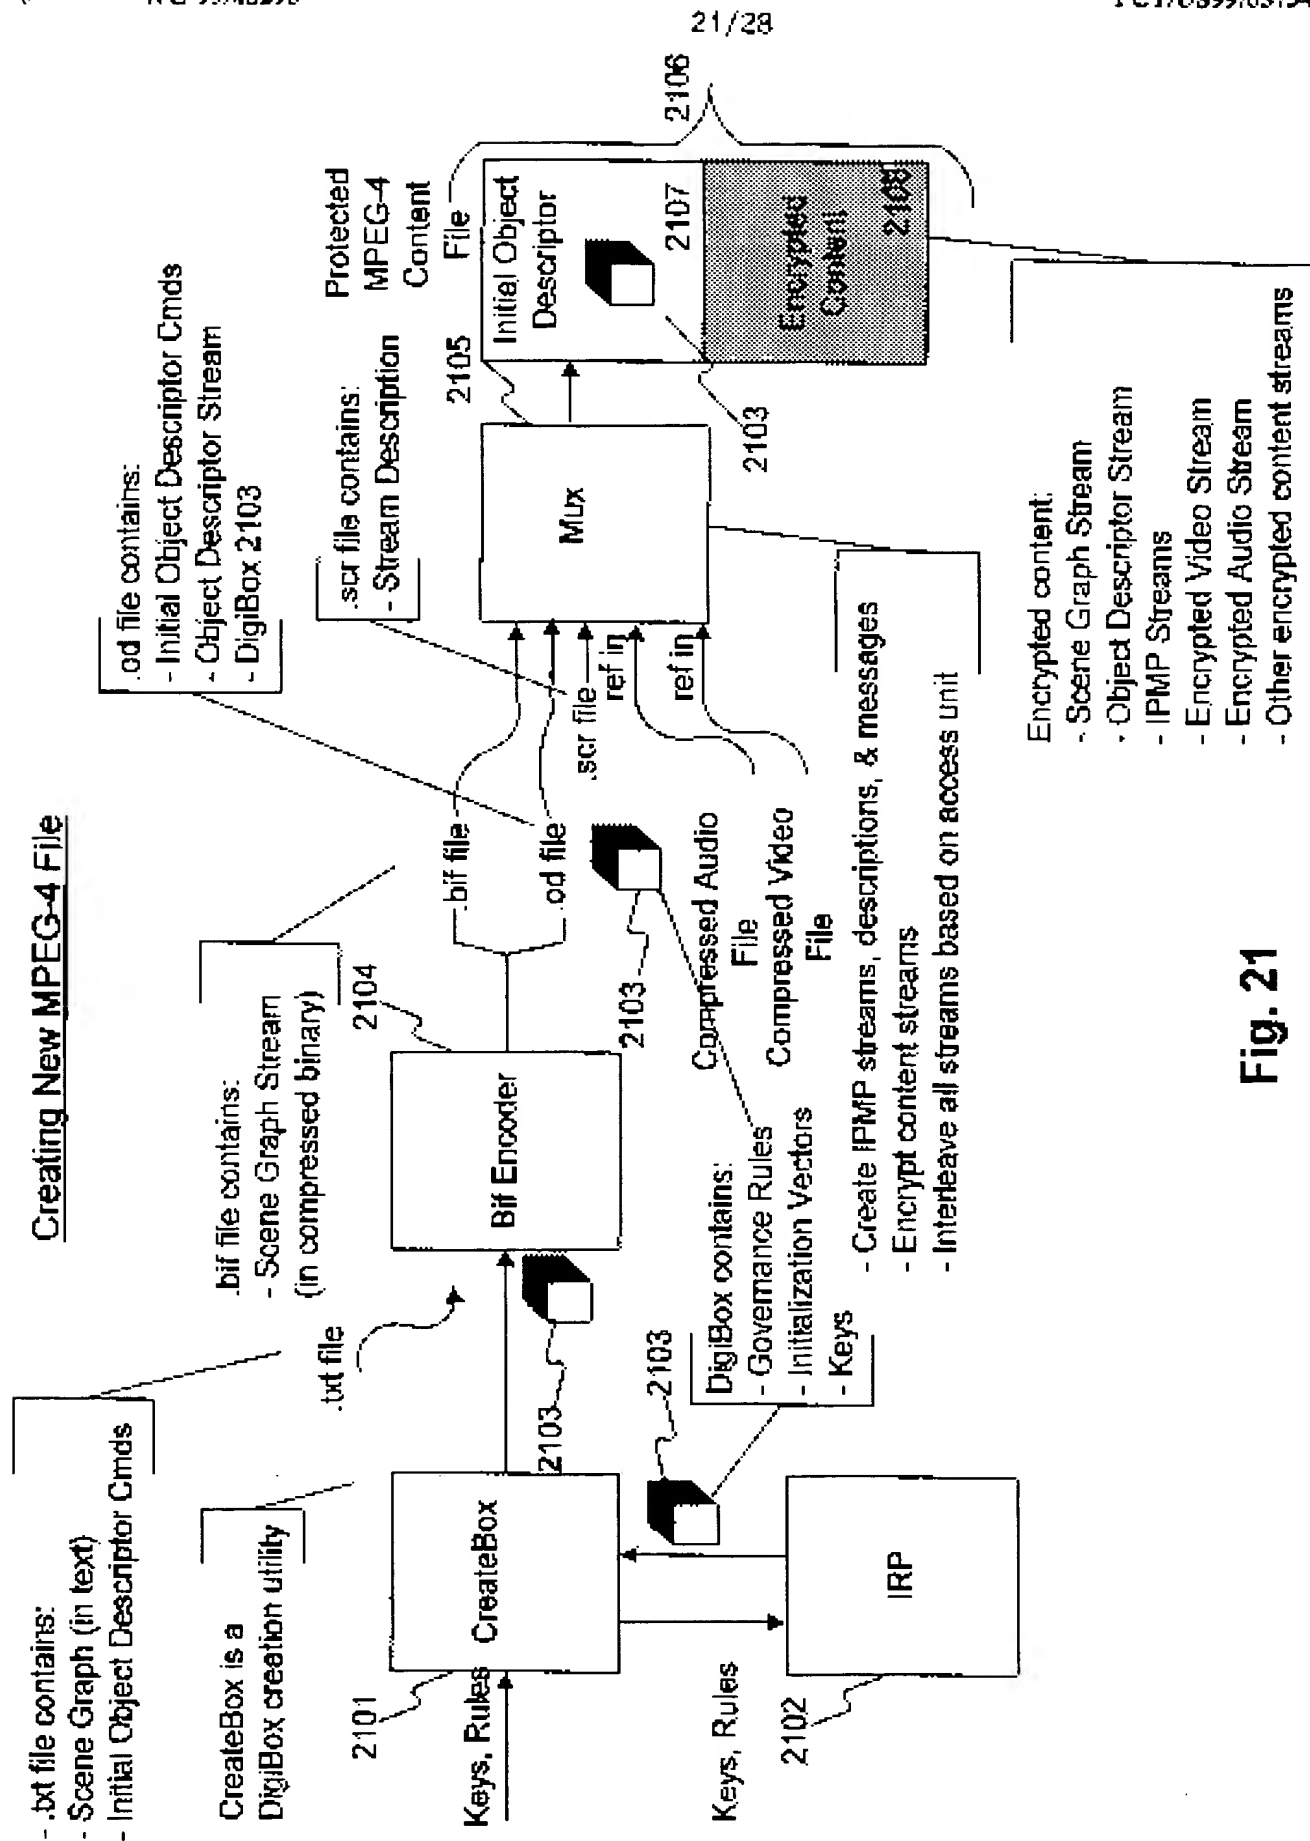 21/28
Creating New MPEG-4 File
- .txt file contains:
- Scene Graph (in text)
- Initial Object Descriptor Cmds
CreateBox is a
DigiBox creation utility
.bif file contains:
- Scene Graph Stream
(in compressed binary)
.od file contains:
- Initial Object Descriptor Cmds
- Object Descriptor Stream
- DigiBox 2103
.scr file contains:
- Stream Description
Protected
MPEG-4
Content
File
2106
.txt file
2101
Keys, Rules
CreateBox
2103
2104
Bif Encoder
.bif file
.od file
.scr file
ref in
ref in
2105
Mux
Initial Object
Descriptor
2107
Encrypted
Content
2108
2103
2103
Compressed Audio
File
Compressed Video
File
2103
Keys, Rules
2102
IRP
DigiBox contains:
- Governance Rules
- Initialization Vectors
- Keys
- Create IPMP streams, descriptions, & messages
- Encrypt content streams
- Interleave all streams based on access unit
Encrypted content:
- Scene Graph Stream
- Object Descriptor Stream
- IPMP Streams
- Encrypted Video Stream
- Encrypted Audio Stream
- Other encrypted content streams
Fig. 21